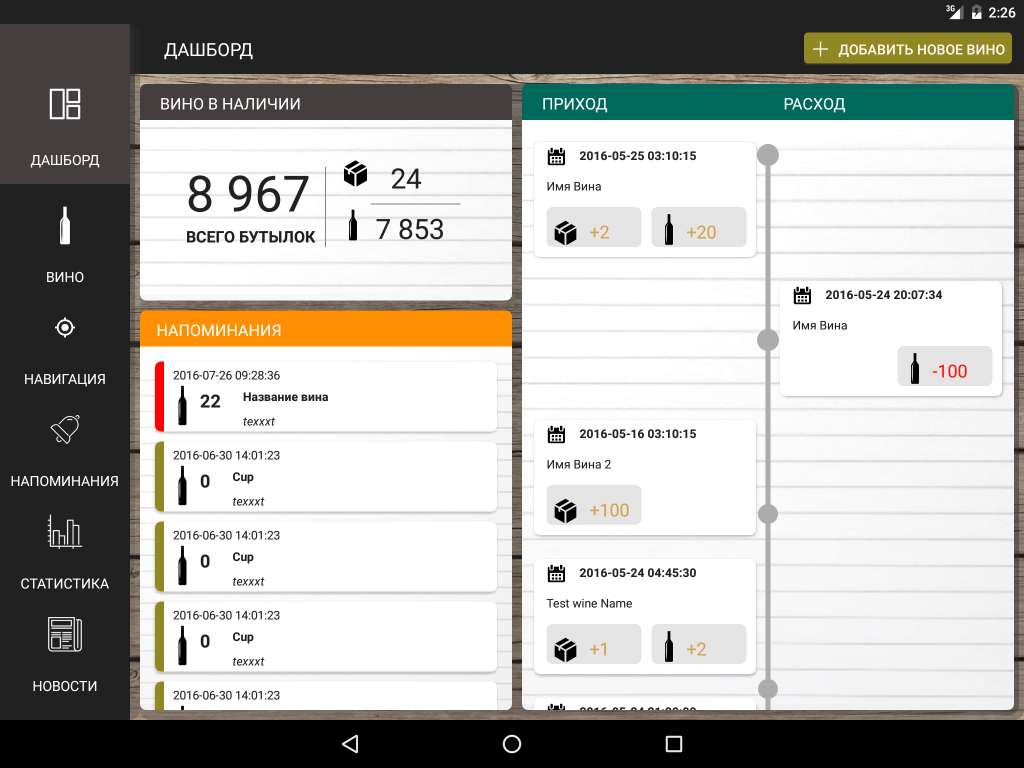 3G
2:26
ДАШБОРД
ДОБАВИТЬ НОВОЕ ВИНО
ДАШБОРД
ВИНО
НАВИГАЦИЯ
НАПОМИНАНИЯ
СТАТИСТИКА
НОВОСТИ
ВИНО В НАЛИЧИИ
8 967
ВСЕГО БУТЫЛОК
24
7 853
НАПОМИНАНИЯ
2016-07-26 09:28:36
22
Название вина
texxxt
2016-06-30 14:01:23
0
Cup
texxxt
2016-06-30 14:01:23
0
Cup
texxxt
2016-06-30 14:01:23
0
Cup
texxxt
2016-06-30 14:01:23
ПРИХОД
РАСХОД
2016-05-25 03:10:15
Имя Вина
+2
+20
2016-05-24 20:07:34
Имя Вина
-100
2016-05-16 03:10:15
Имя Вина 2
+100
2016-05-24 04:45:30
Test wine Name
+1
+2